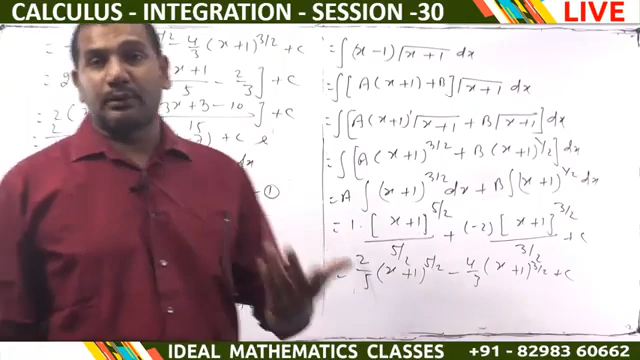 CALCULUS - INTEGRATION - SESSION -30
LIVE
- 4/3 (x+1)^3/2 + C
x+1
5
- 2/3 ] + C
3x+3-10
15
] + C
) + C
dx
①
= ∫(x-1)√x+1 dx
= ∫[A(x+1)+B]√x+1 dx
= ∫[A(x+1)'√x+1 + B√x+1] dx
= ∫[A(x+1)^3/2 + B(x+1)^1/2] dx
= A ∫(x+1)^3/2 dx + B∫(x+1)^1/2 dx
= 1·[x+1]^5/2 / 5/2 + (-2)[x+1]^3/2 / 3/2 + C
= 2/5 (x+1)^5/2 - 4/3 (x+1)^3/2 + C
IDEAL MATHEMATICS CLASSES
+91 - 82983 60662